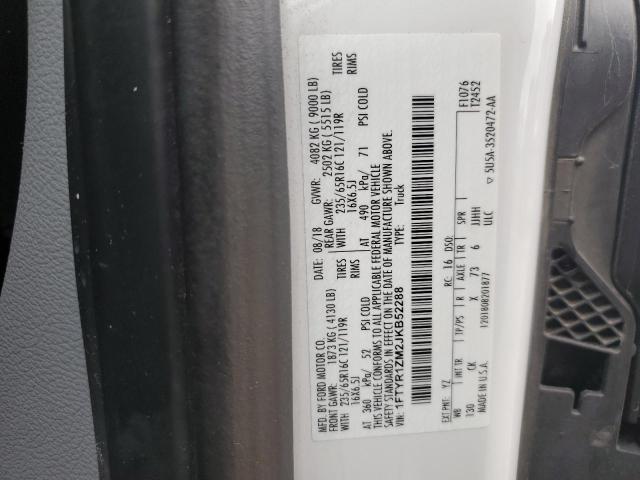 MFD. BY FORD MOTOR CO.
DATE: 08/18 GVWR: 4082 KG ( 9000 LB)
FRONT GAWR: 1873 KG ( 4130 LB) REAR GAWR: 2502 KG ( 5515 LB)
WITH 235/65R16C 121/119R TIRES WITH 235/65R16C 121/119R TIRES
16X6.5J RIMS 16X6.5J RIMS
AT 360 kPa/ 52 PSI COLD AT 490 kPa/ 71 PSI COLD
THIS VEHICLE CONFORMS TO ALL APPLICABLE FEDERAL MOTOR VEHICLE
SAFETY STANDARDS IN EFFECT ON THE DATE OF MANUFACTURE SHOWN ABOVE.
VIN: 1FTYR1ZM2JKB52288 TYPE: Truck
F1076
T2452
EXT PNT: YZ RC: 16 DSO:
WB INT TR TP/PS R AXLE TR SPR
130 CK X 73 6 JJHH
MADE IN U.S.A. ULC
12018082018 77 ▽ 5U5A-3520472-AA